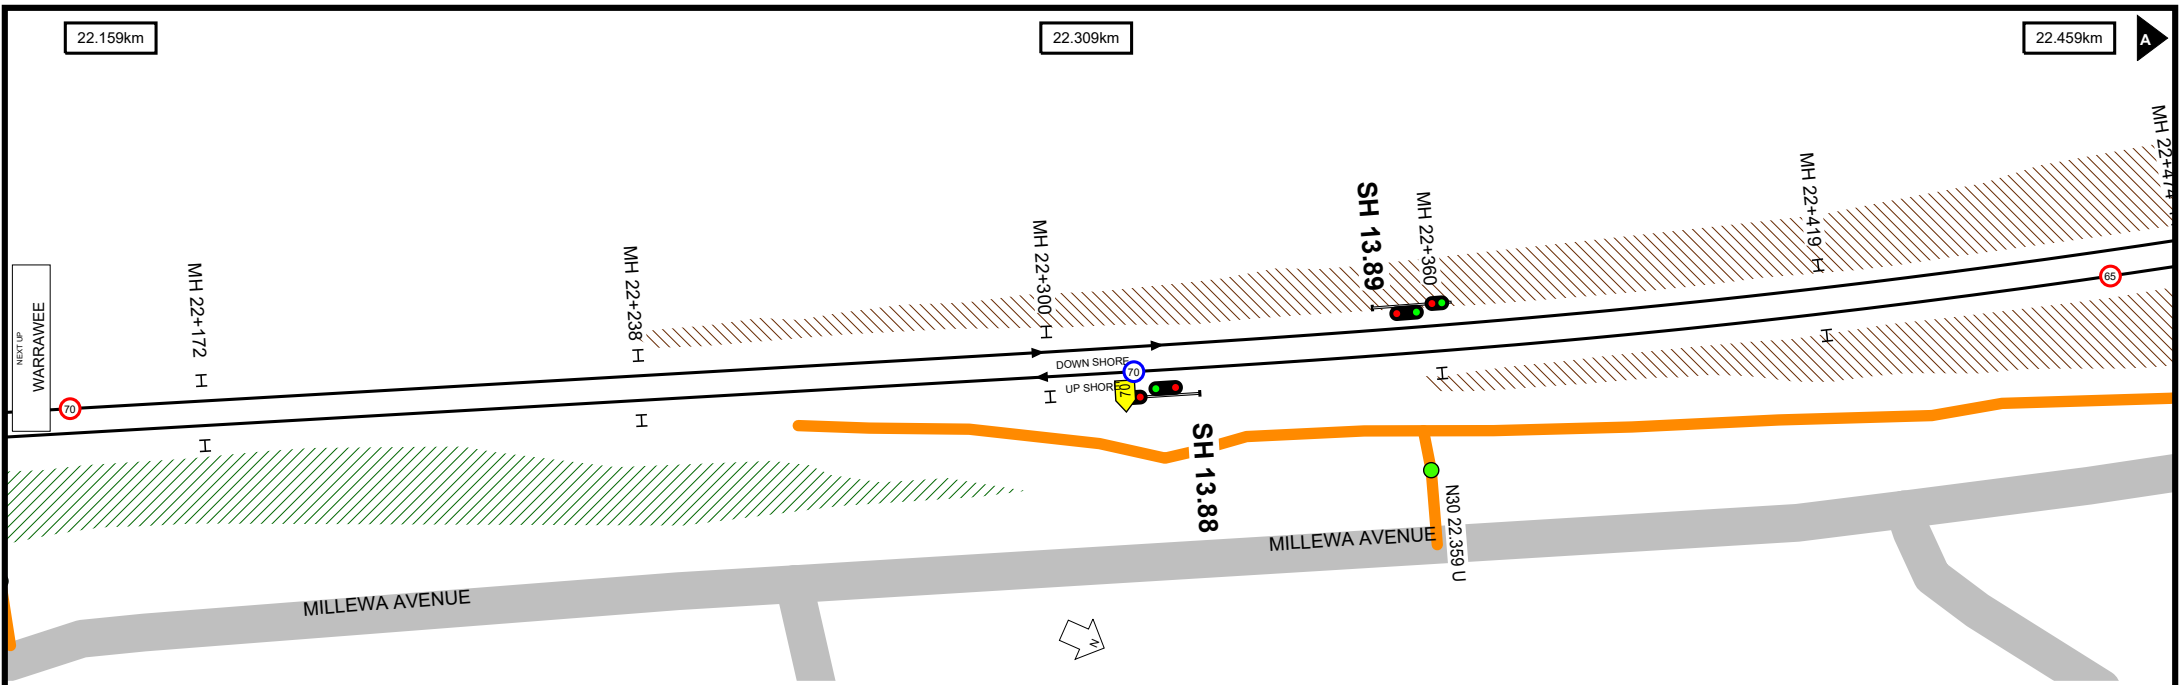 22.159km
22.309km
22.459km
A
MH 22+474
MH 22+419
SH 13.89
MH 22+360
MH 22+300
MH 22+238
MH 22+172
NEXT UP
WARRAWEE
70
65
DOWN SHORE
70
UP SHORE
70
SH 13.88
N30 22.359 U
MILLEWA AVENUE
MILLEWA AVENUE
N